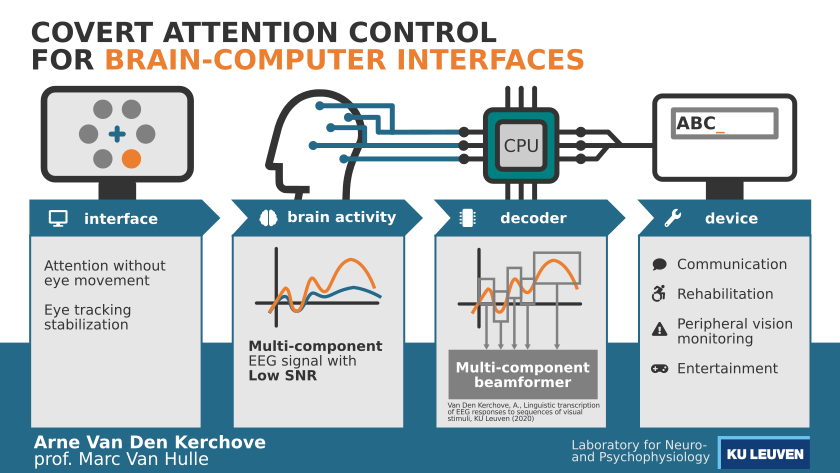 COVERT ATTENTION CONTROL
FOR BRAIN-COMPUTER INTERFACES
CPU
ABC_
interface
brain activity
decoder
device
Attention without
eye movement
Eye tracking
stabilization
Multi-component
EEG signal with
Low SNR
Multi-component
beamformer
Van Den Kerchove, A., Linguistic transcription
of EEG responses to sequences of visual
stimuli, KU Leuven (2020)
Communication
Rehabilitation
Peripheral vision
monitoring
Entertainment
Arne Van Den Kerchove
prof. Marc Van Hulle
Laboratory for Neuro-
and Psychophysiology
KU LEUVEN